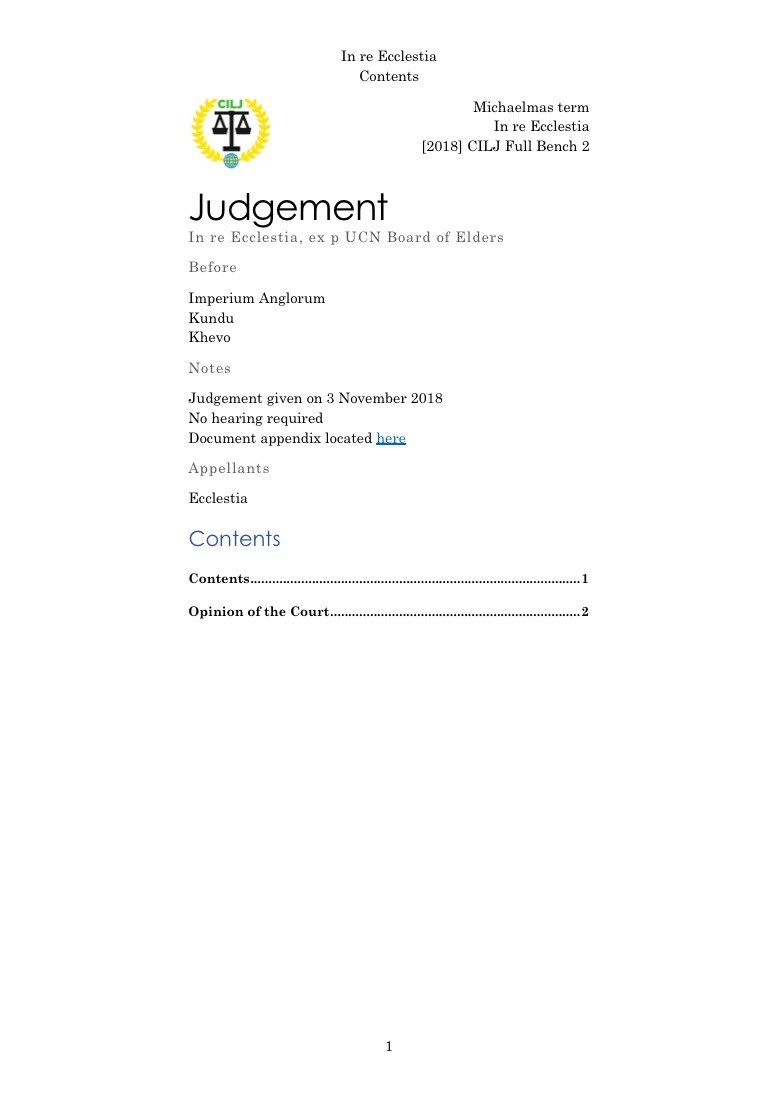 In re Ecclestia
Contents
CILJ
Michaelmas term
In re Ecclestia
[2018] CILJ Full Bench 2
Judgement
In re Ecclestia, ex p UCN Board of Elders
Before
Imperium Anglorum
Kundu
Khevo
Notes
Judgement given on 3 November 2018
No hearing required
Document appendix located here
Appellants
Ecclestia
Contents
Contents....................................................................................1
Opinion of the Court................................................................2
1